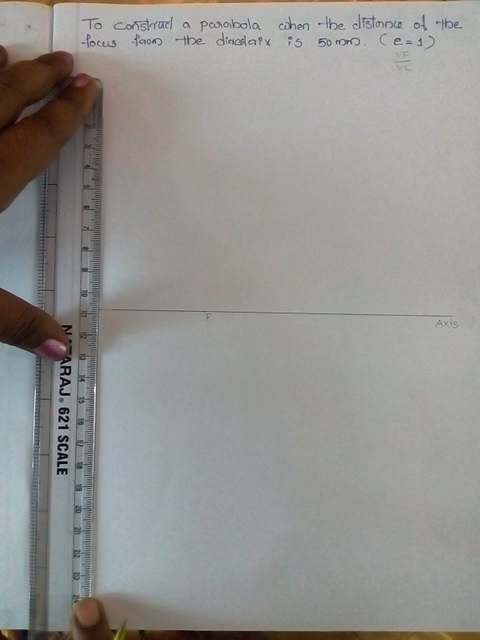 To construct a parabola when the distance of the
focus from the directrix is 50mm. (e=1)
VF
VC
F
Axis
NATARAJ 621 SCALE